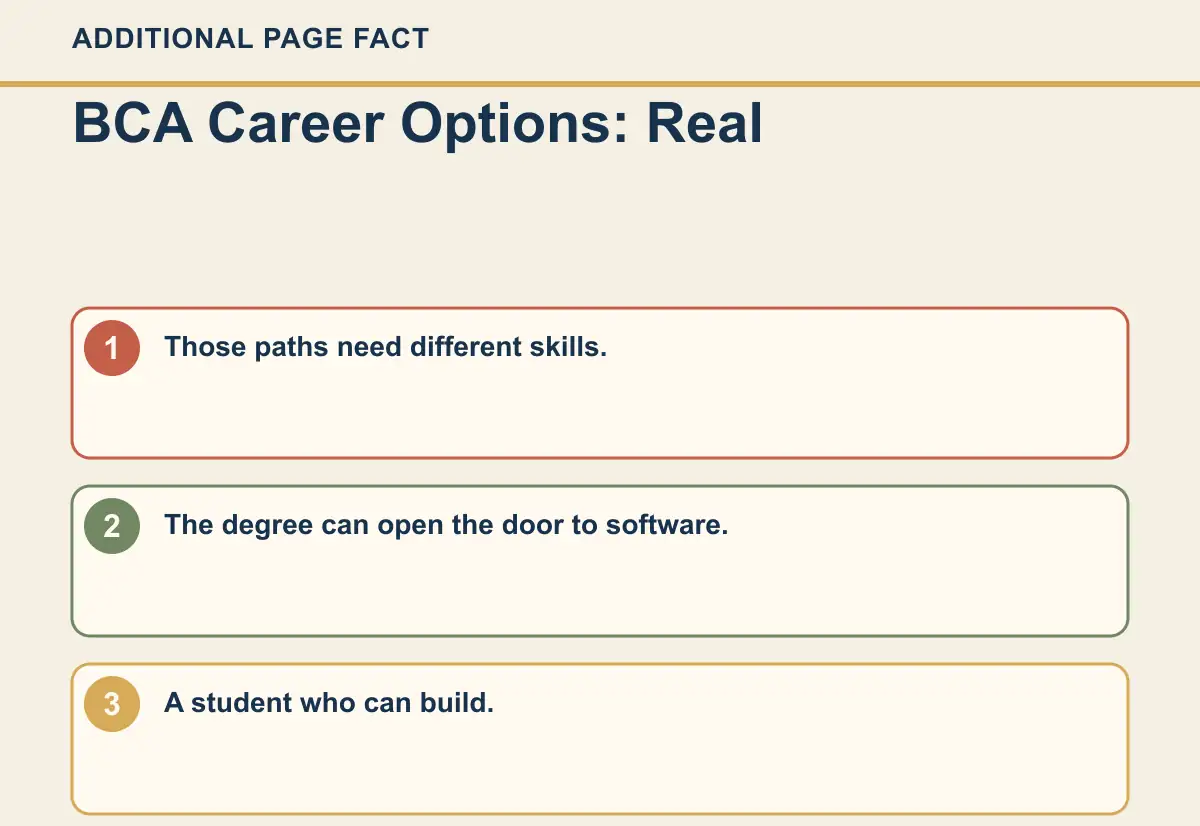 ADDITIONAL PAGE FACT
BCA Career Options: Real
1 Those paths need different skills.
2 The degree can open the door to software.
3 A student who can build.